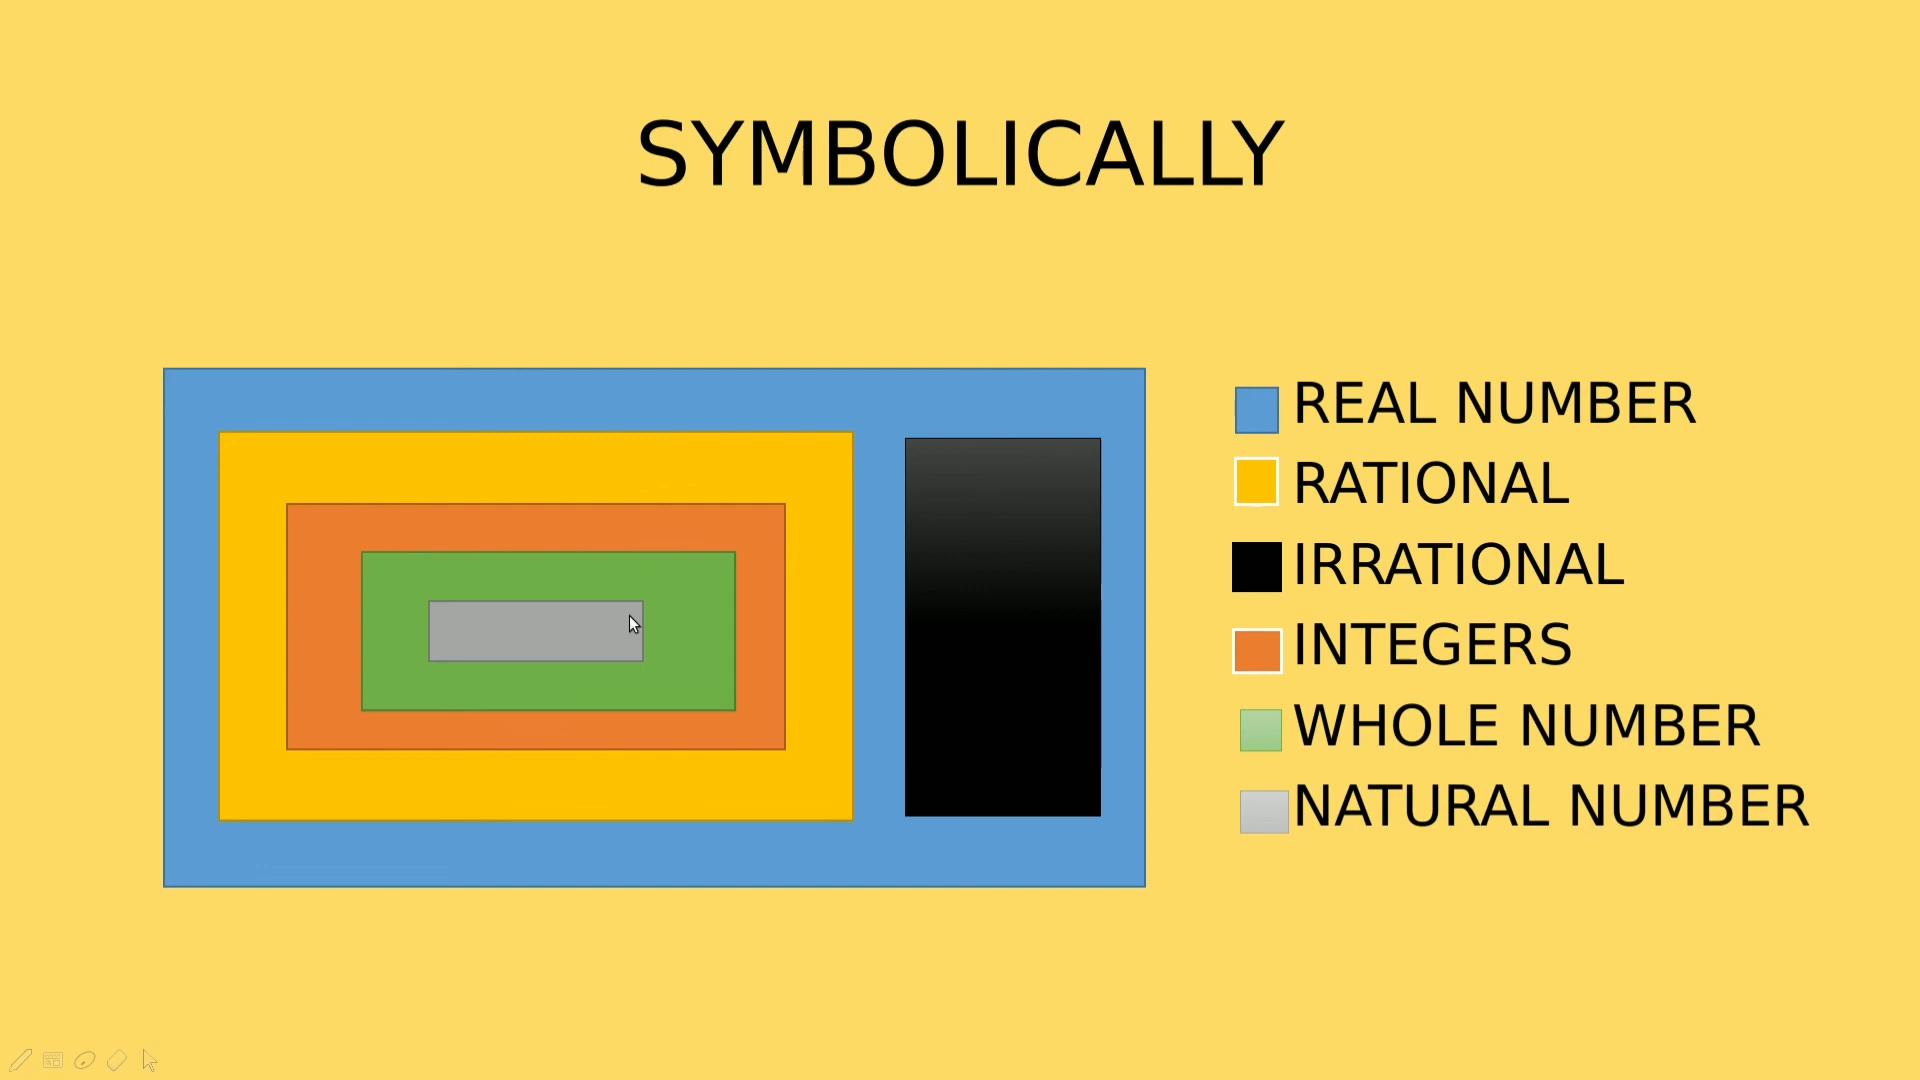 SYMBOLICALLY
REAL NUMBER
RATIONAL
IRRATIONAL
INTEGERS
WHOLE NUMBER
NATURAL NUMBER